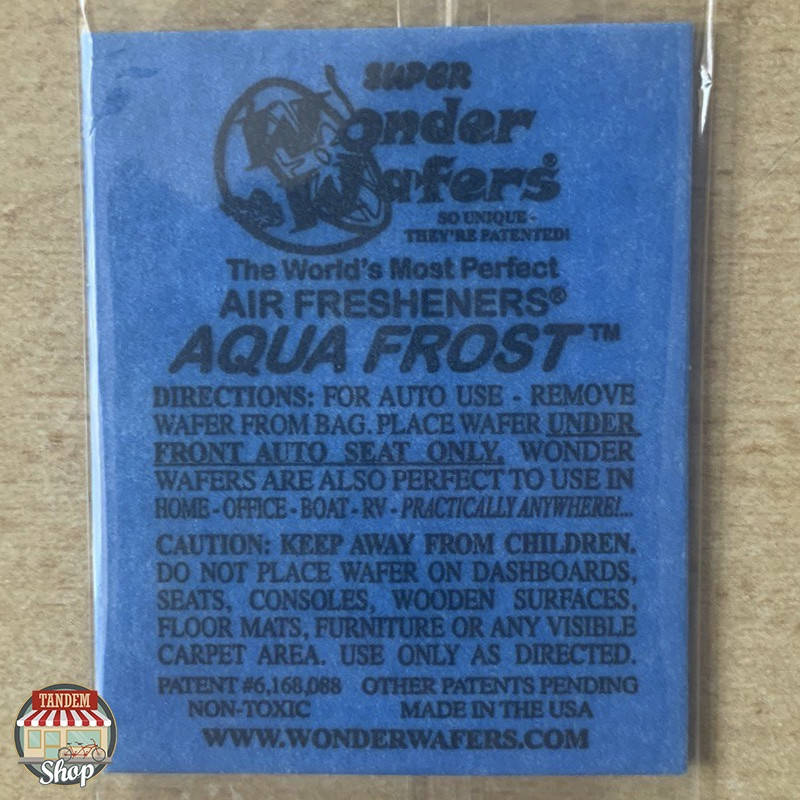 SUPER
Wonder
Wafers®
SO UNIQUE -
THEY'RE PATENTED!
The World's Most Perfect
AIR FRESHENERS®
AQUA FROST™
DIRECTIONS: FOR AUTO USE - REMOVE
WAFER FROM BAG. PLACE WAFER UNDER
FRONT AUTO SEAT ONLY. WONDER
WAFERS ARE ALSO PERFECT TO USE IN
HOME - OFFICE - BOAT - RV - PRACTICALLY ANYWHERE!...
CAUTION: KEEP AWAY FROM CHILDREN.
DO NOT PLACE WAFER ON DASHBOARDS,
SEATS, CONSOLES, WOODEN SURFACES,
FLOOR MATS, FURNITURE OR ANY VISIBLE
CARPET AREA. USE ONLY AS DIRECTED.
PATENT #6,168,088 OTHER PATENTS PENDING
NON-TOXIC MADE IN THE USA
WWW.WONDERWAFERS.COM
TANDEM
Shop